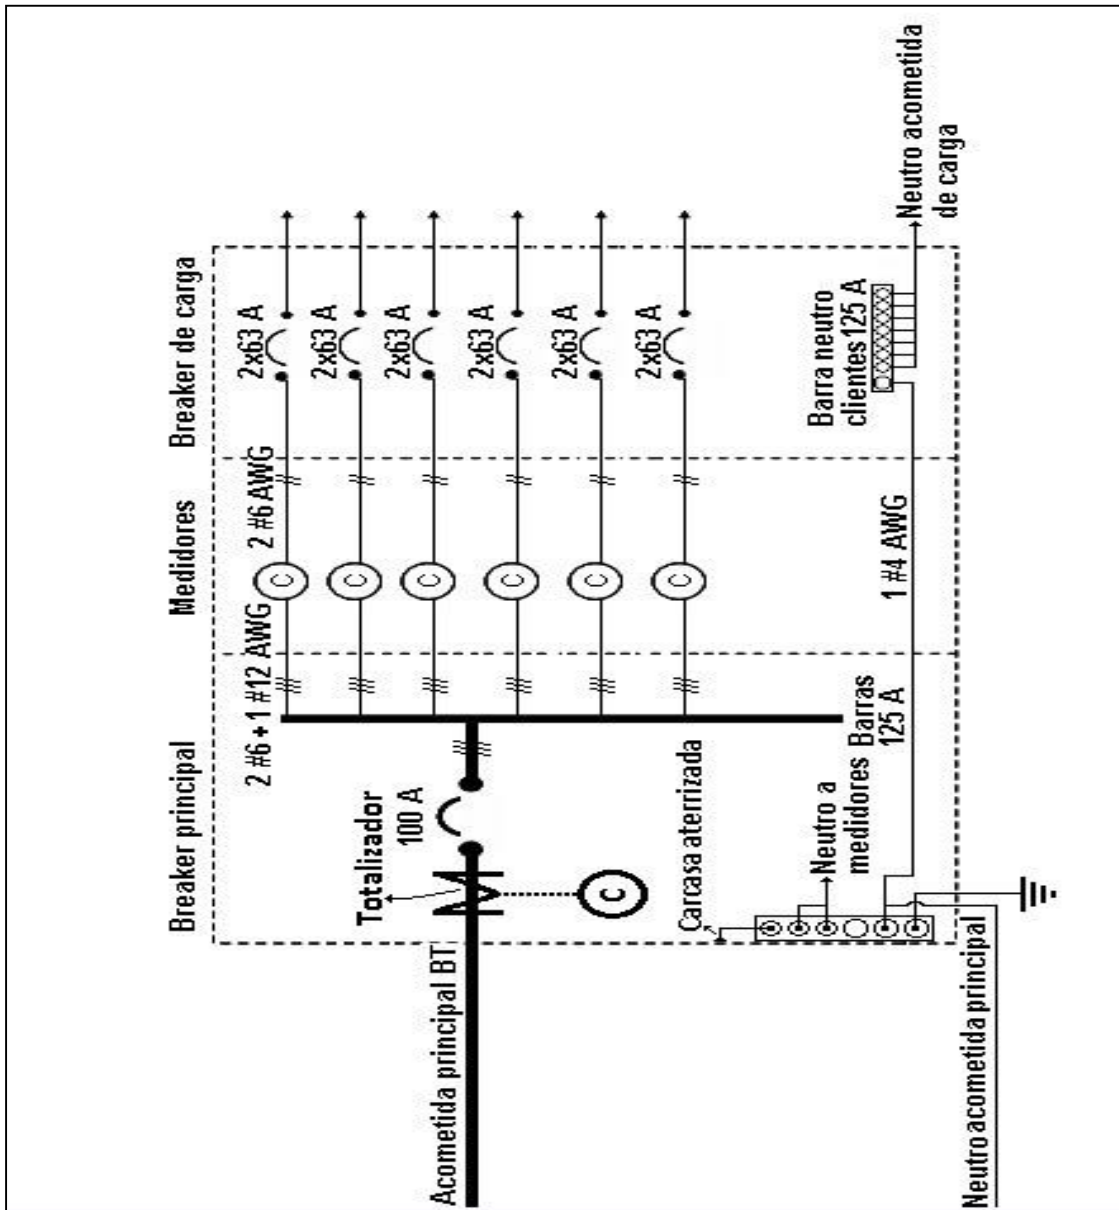 Breaker principal
Medidores
Breaker de carga
2 #6 + 1 #12 AWG
2 #6 AWG
2x63 A
2x63 A
2x63 A
2x63 A
2x63 A
2x63 A
C
C
C
C
C
C
Totalizador
100 A
C
Acometida principal BT
Carcasa aterrizada
Neutro a
medidores
Barras
125 A
1 #4 AWG
Barra neutro
clientes 125 A
Neutro acometida
de carga
Neutro acometida principal